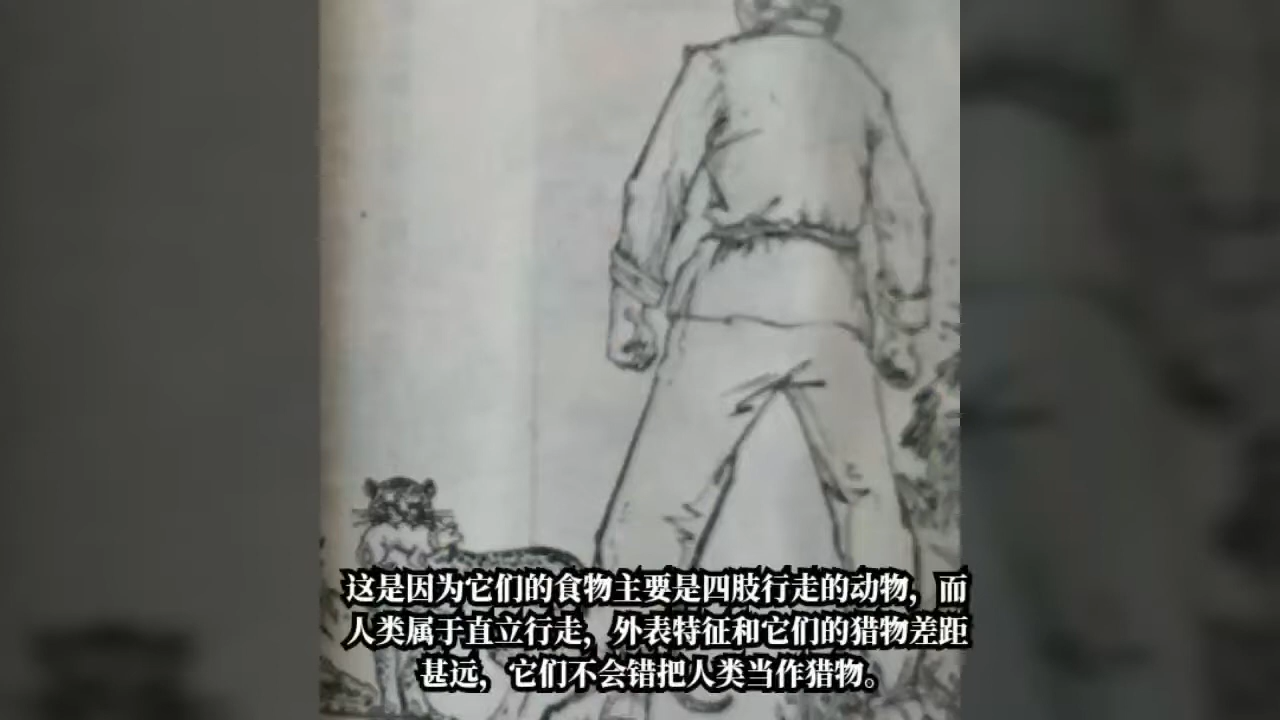 这是因为它们的食物主要是四肢行走的动物，而
人类属于直立行走，外表特征和它们的猎物差距
甚远，它们不会错把人类当作猎物。